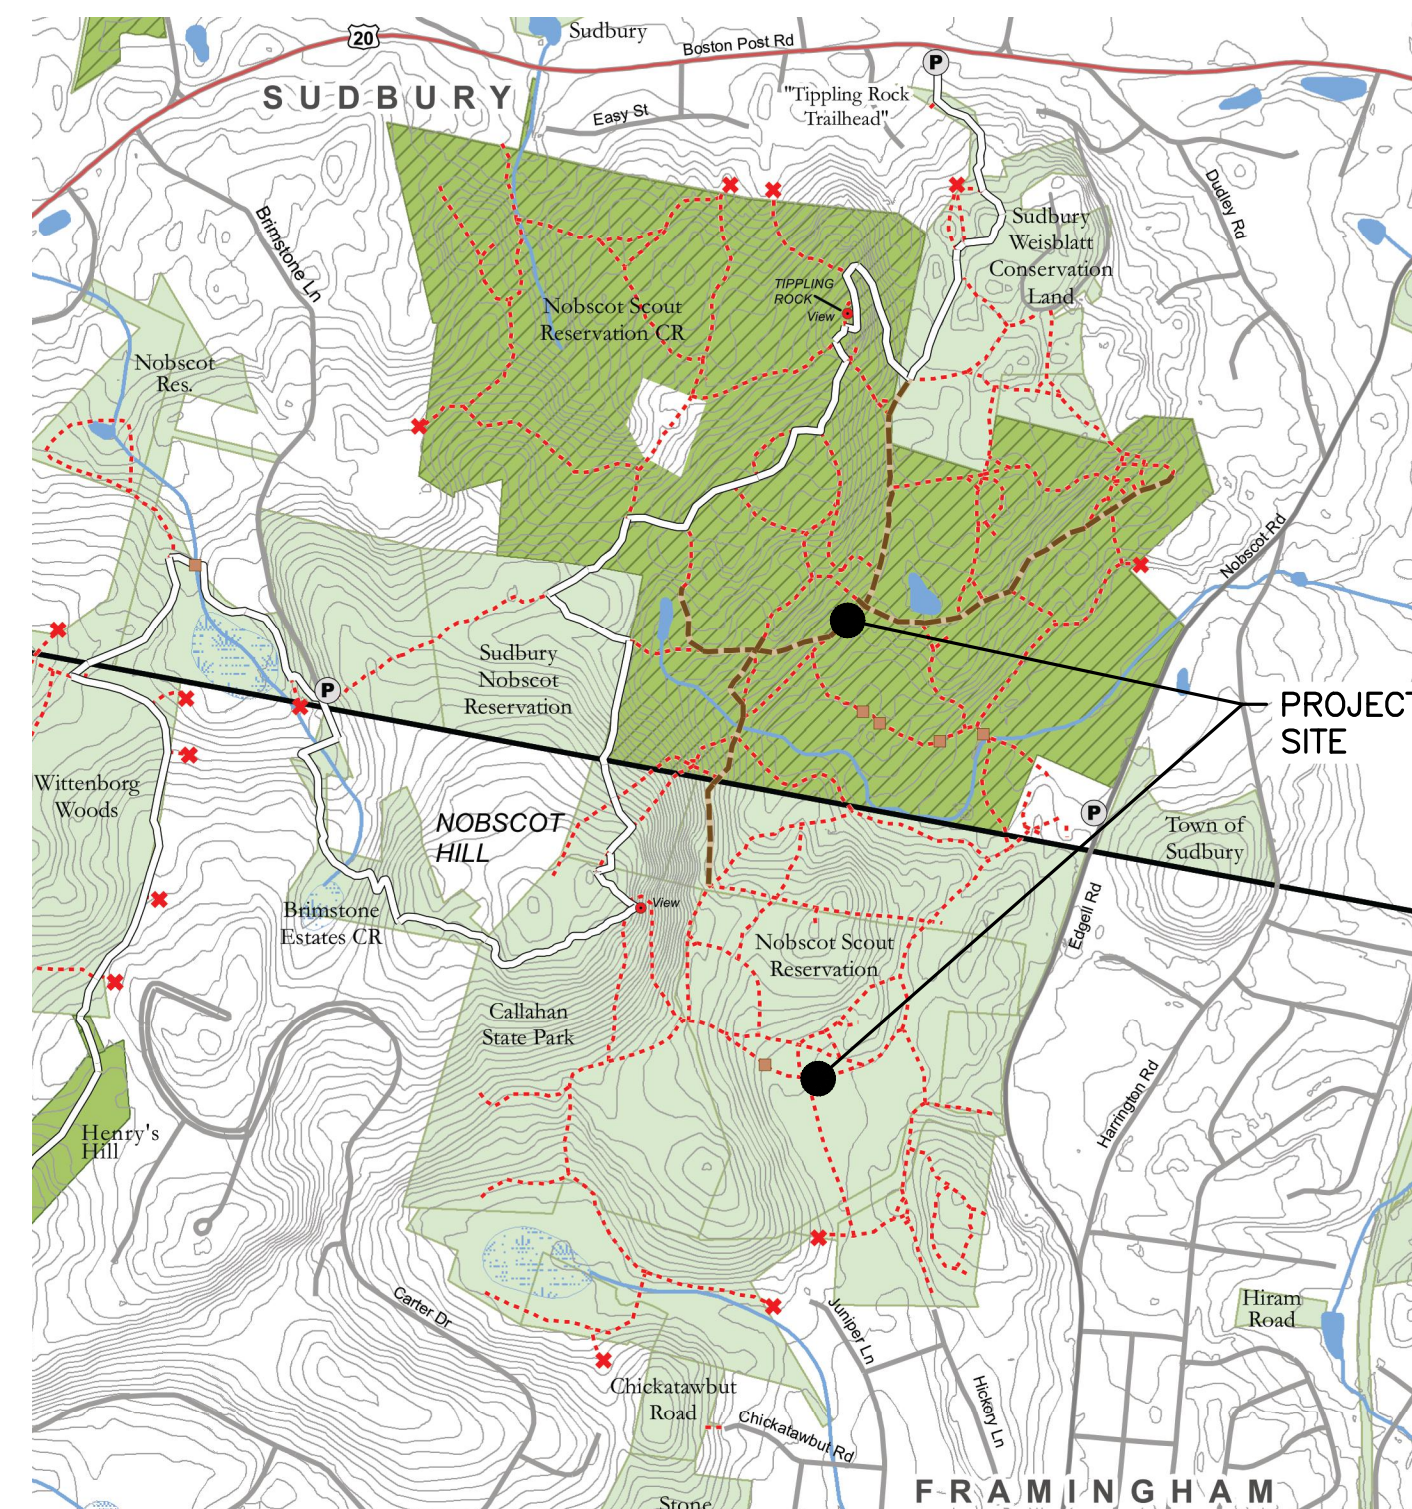 Sudbury
20
Boston Post Rd
P
SUDBURY
"Tippling Rock
Trailhead"
Easy St
Dudley Rd
Brimstone Ln
Sudbury
Weisblatt
Conservation
Land
TIPPLING
ROCK
View
Nobscot Scout
Reservation CR
Nobscot
Res.
Nobscot Rd
Sudbury
Nobscot
Reservation
P
PROJECT
SITE
Wittenborg
Woods
NOBSCOT
HILL
P
Town of
Sudbury
Brimstone
Estates CR
View
Edgell Rd
Nobscot Scout
Reservation
Callahan
State Park
Harrington Rd
Henry's
Hill
Carter Dr
Juniper Ln
Hiram
Road
Chickatawbut
Road
Hickory Ln
Chickatawbut Rd
FRAMINGHAM
Stone